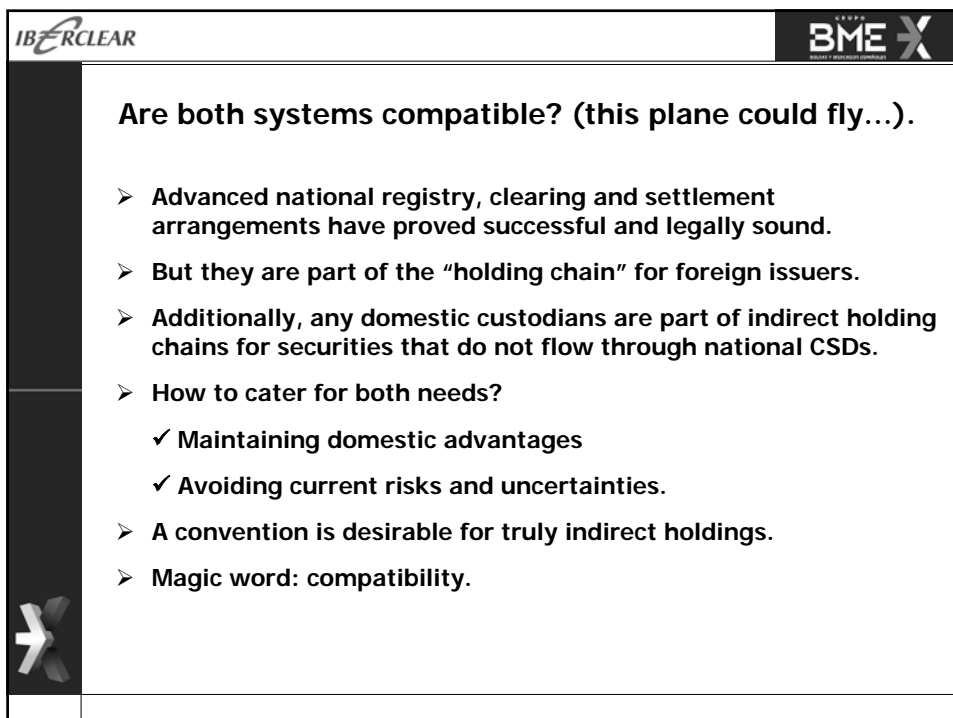 IBERCLEAR
GRUPO
BME
BOLSAS Y MERCADOS ESPAÑOLES
Are both systems compatible? (this plane could fly…).
➢ Advanced national registry, clearing and settlement
arrangements have proved successful and legally sound.
➢ But they are part of the “holding chain” for foreign issuers.
➢ Additionally, any domestic custodians are part of indirect holding
chains for securities that do not flow through national CSDs.
➢ How to cater for both needs?
✓ Maintaining domestic advantages
✓ Avoiding current risks and uncertainties.
➢ A convention is desirable for truly indirect holdings.
➢ Magic word: compatibility.